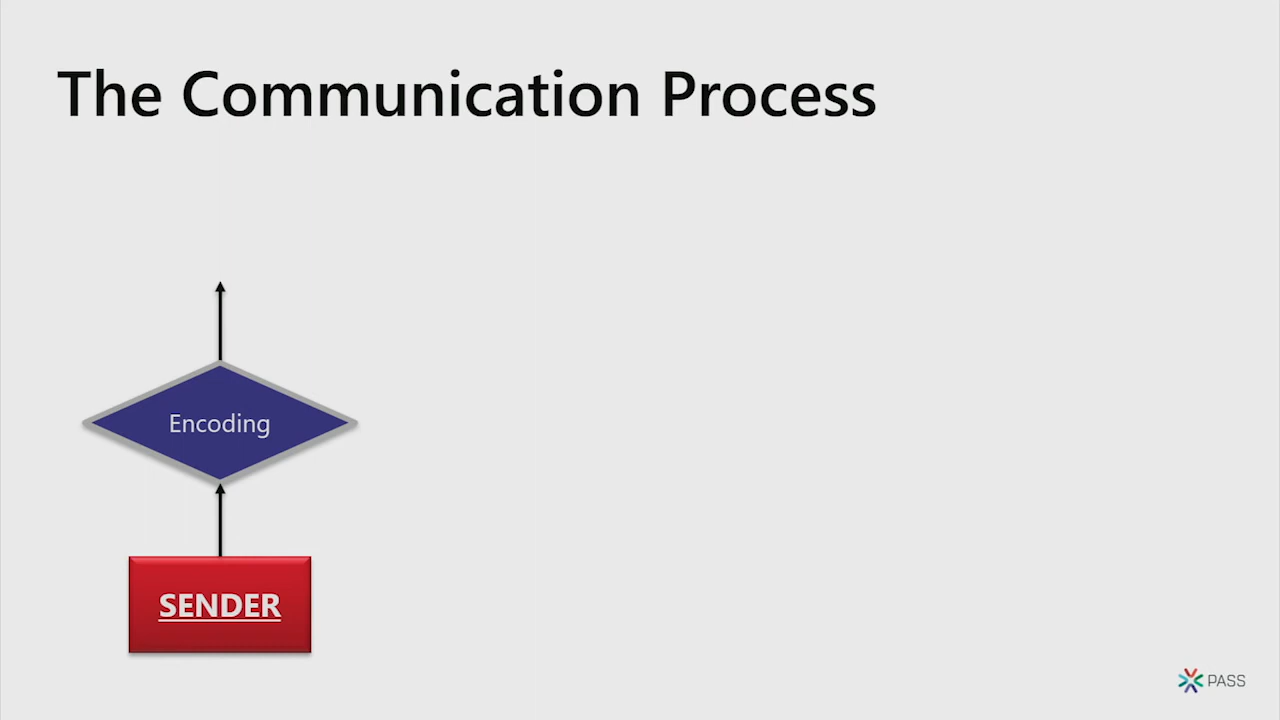 The Communication Process
Encoding
SENDER
PASS